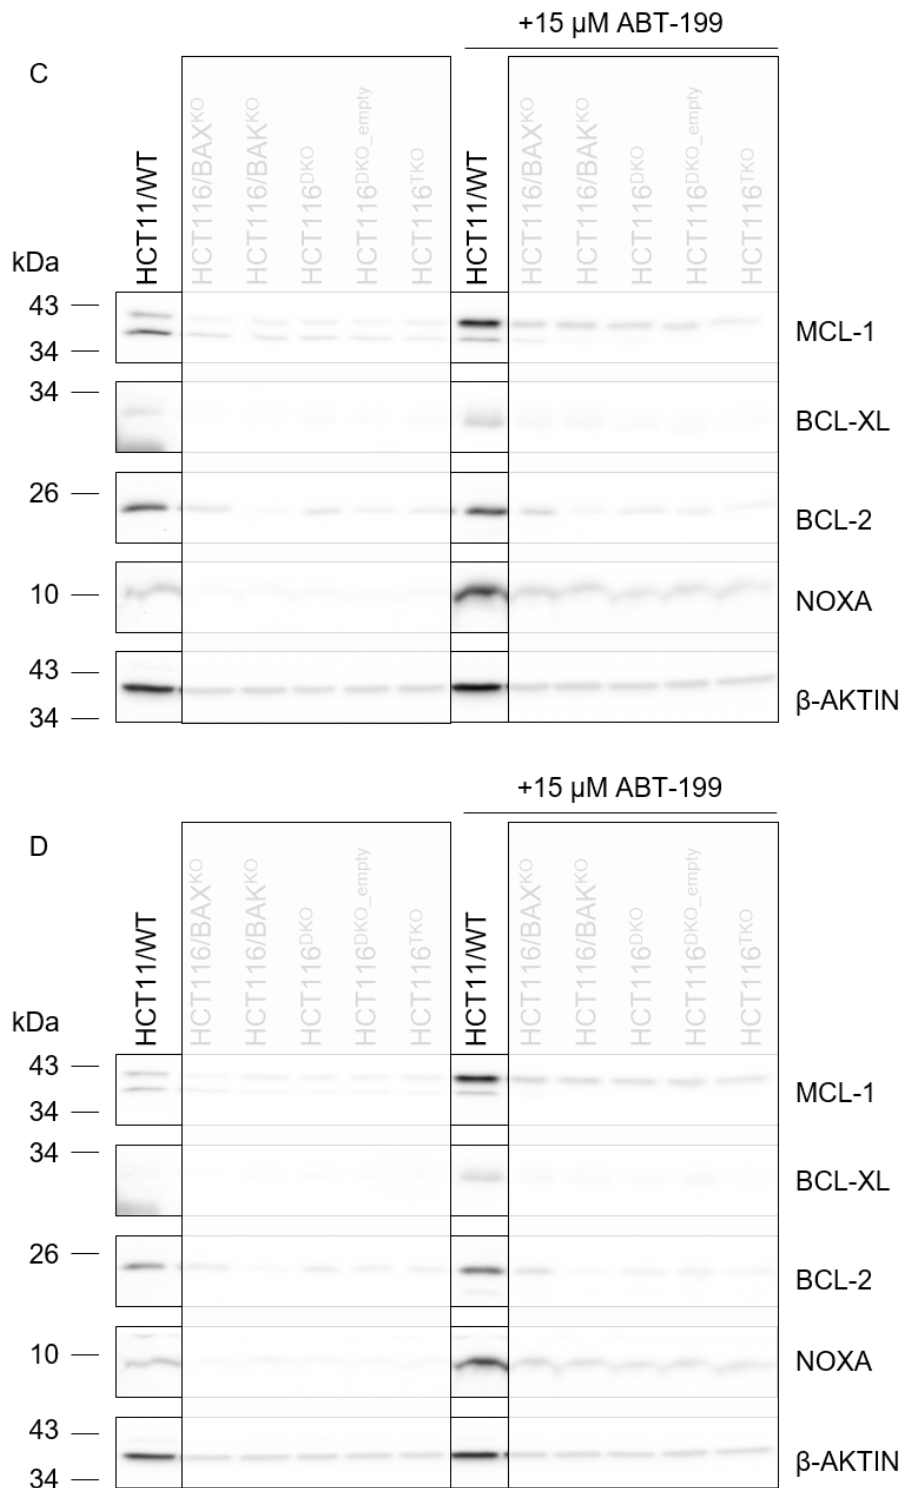 +15 µM ABT-199
C
HCT11/WT
HCT116/BAXKO
HCT116/BAKKO
HCT116DKO
HCT116DKO_empty
HCT116TKO
HCT11/WT
HCT116/BAXKO
HCT116/BAKKO
HCT116DKO
HCT116DKO_empty
HCT116TKO
kDa
43
MCL-1
34
34
BCL-XL
26
BCL-2
10
NOXA
43
β-AKTIN
34
+15 µM ABT-199
D
HCT11/WT
HCT116/BAXKO
HCT116/BAKKO
HCT116DKO
HCT116DKO_empty
HCT116TKO
HCT11/WT
HCT116/BAXKO
HCT116/BAKKO
HCT116DKO
HCT116DKO_empty
HCT116TKO
kDa
43
MCL-1
34
34
BCL-XL
26
BCL-2
10
NOXA
43
β-AKTIN
34